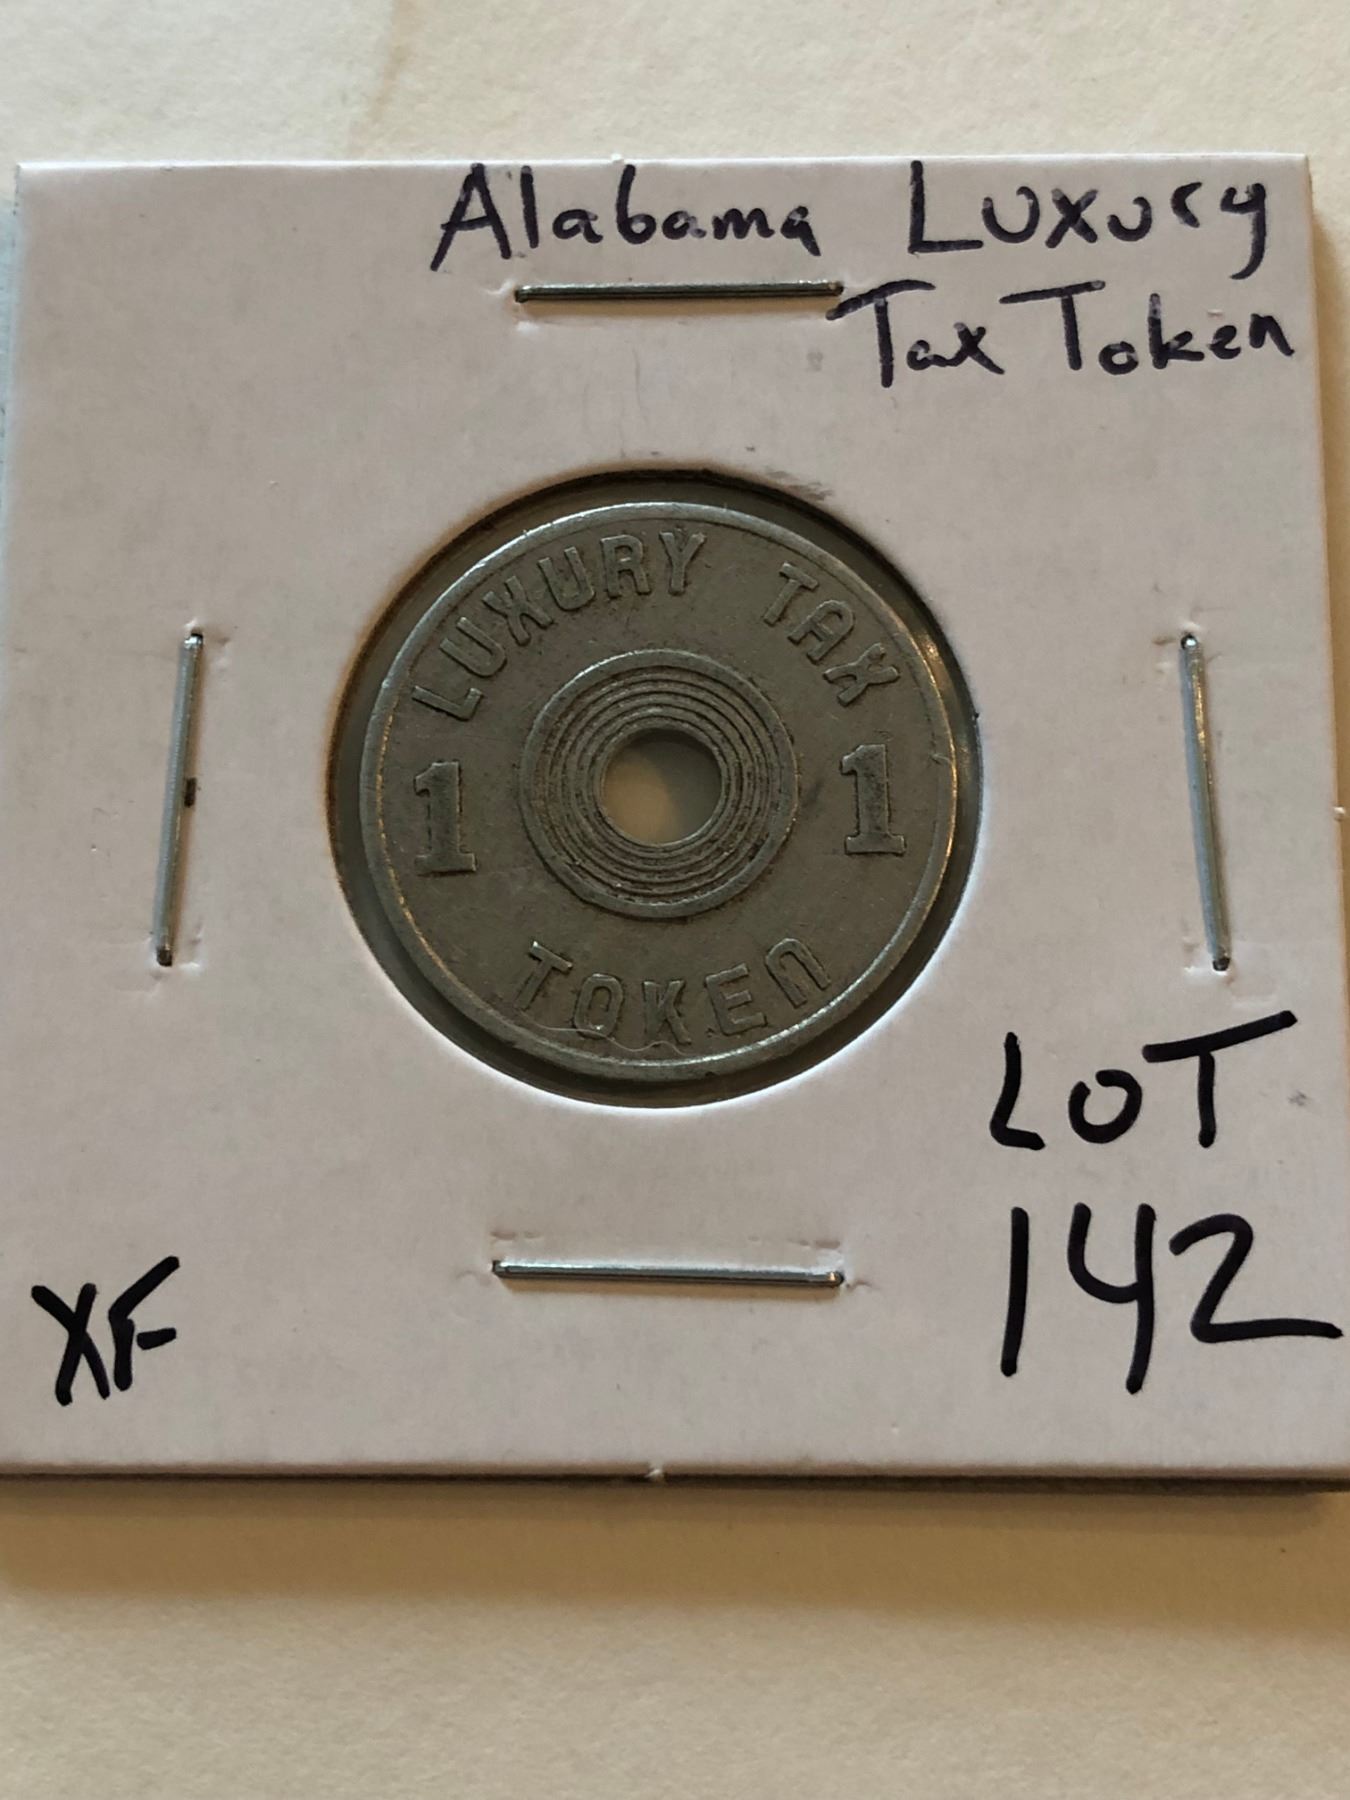 Alabama Luxury
Tax Token
LUXURY TAX
1 1
TOKEN
LOT
142
XF